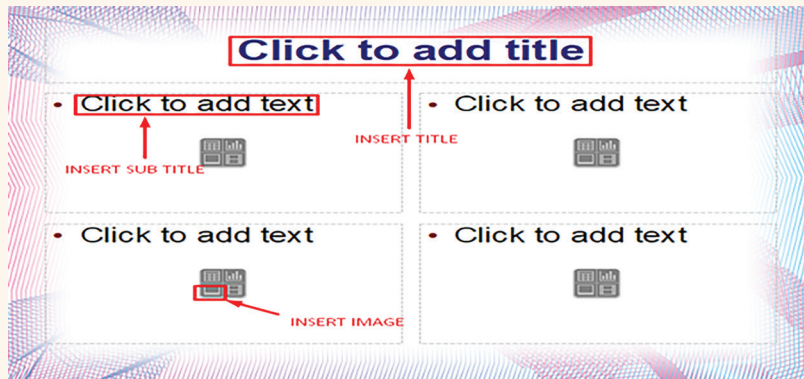 Click to add title
• Click to add text
• Click to add text
INSERT TITLE
INSERT SUB TITLE
• Click to add text
• Click to add text
INSERT IMAGE